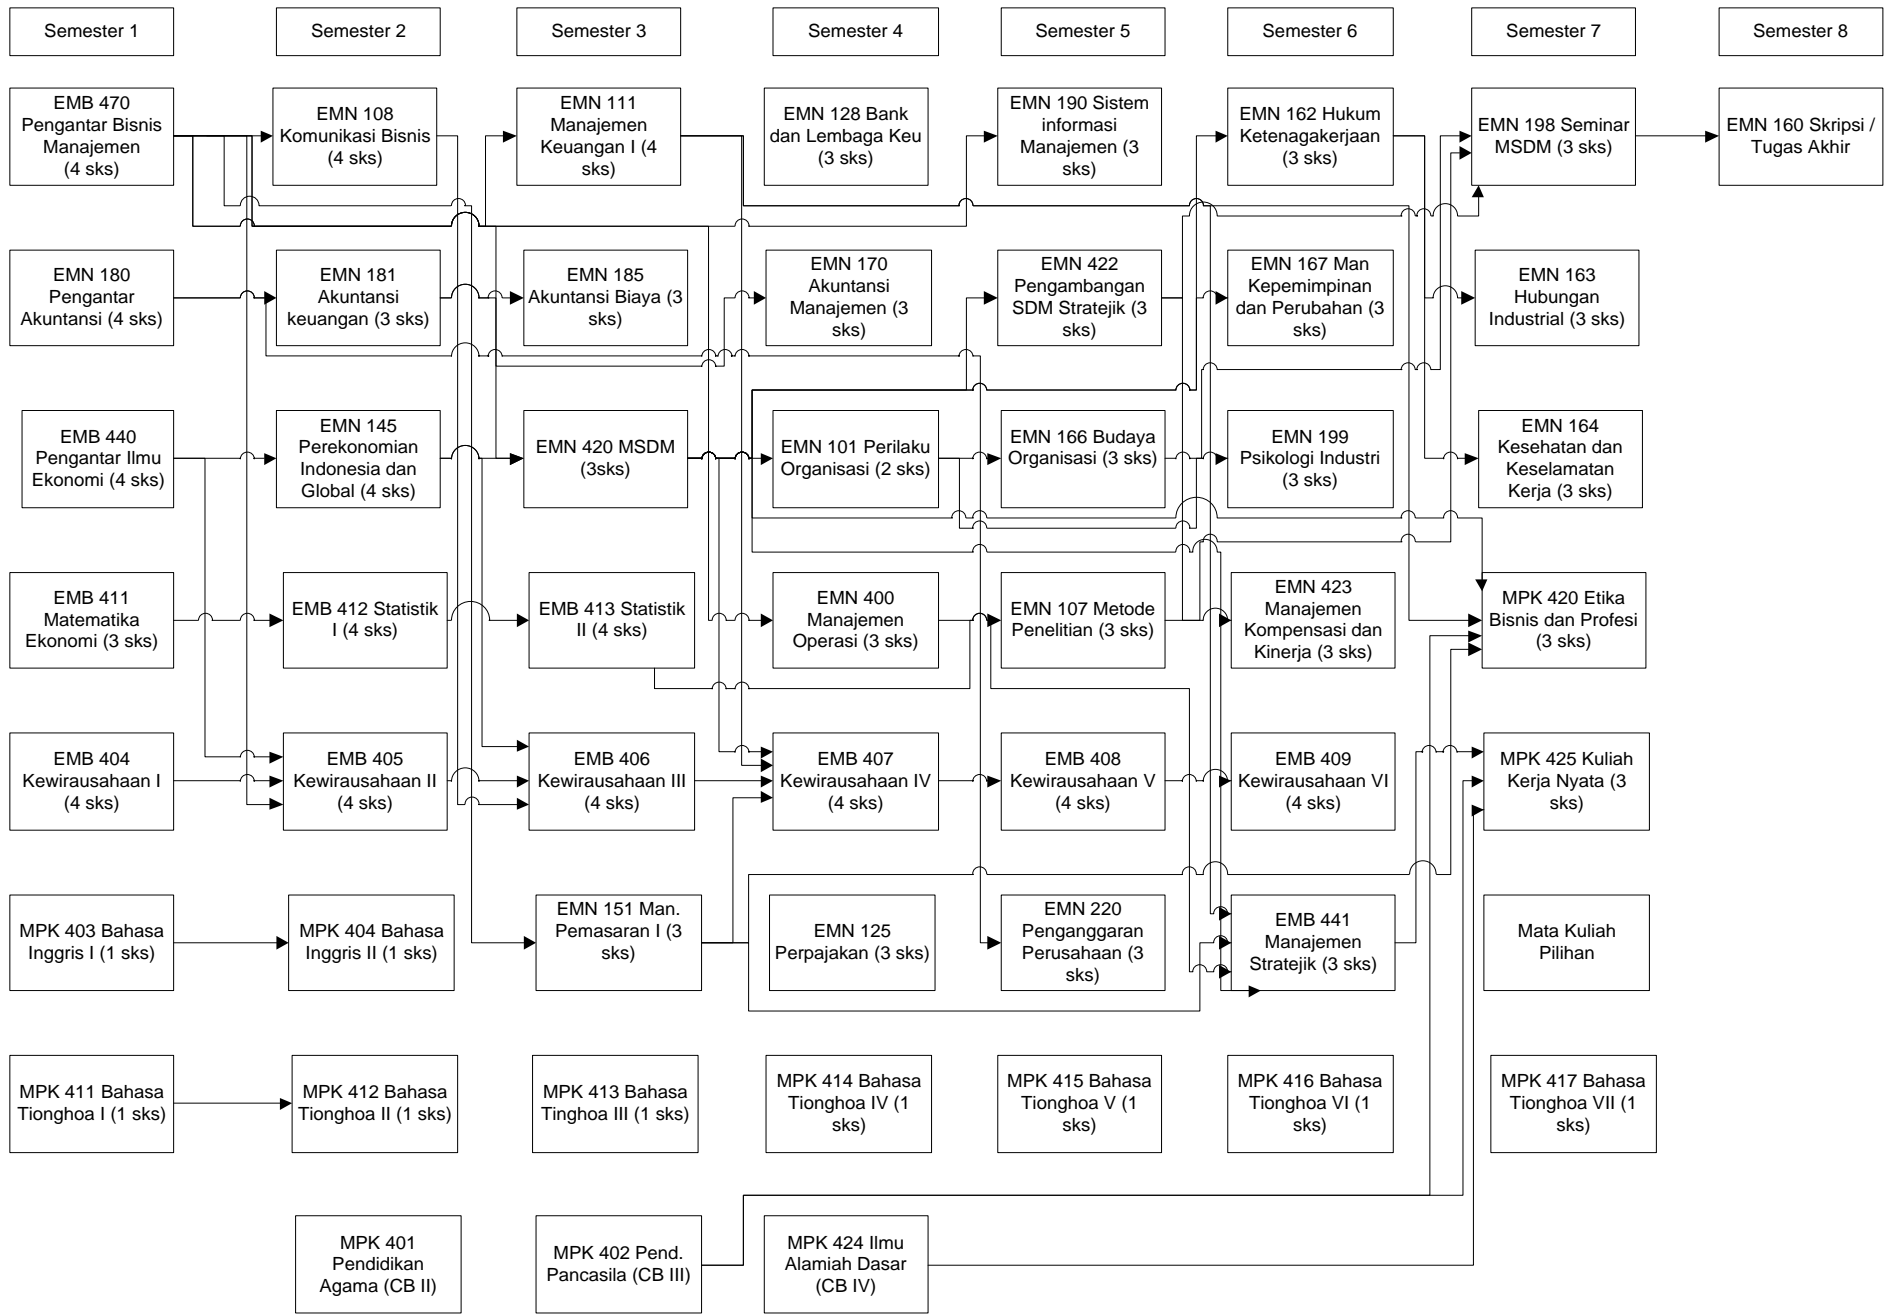 Semester 1
Semester 2
Semester 3
Semester 4
Semester 5
Semester 6
Semester 7
Semester 8
EMB 470
Pengantar Bisnis
Manajemen
(4 sks)
EMN 108
Komunikasi Bisnis
(4 sks)
EMN 111
Manajemen
Keuangan I (4
sks)
EMN 128 Bank
dan Lembaga Keu
(3 sks)
EMN 190 Sistem
informasi
Manajemen (3
sks)
EMN 162 Hukum
Ketenagakerjaan
(3 sks)
EMN 198 Seminar
MSDM (3 sks)
EMN 160 Skripsi /
Tugas Akhir
EMN 180
Pengantar
Akuntansi (4 sks)
EMN 181
Akuntansi
keuangan (3 sks)
EMN 185
Akuntansi Biaya (3
sks)
EMN 170
Akuntansi
Manajemen (3
sks)
EMN 422
Pengambangan
SDM Stratejik (3
sks)
EMN 167 Man
Kepemimpinan
dan Perubahan (3
sks)
EMN 163
Hubungan
Industrial (3 sks)
EMB 440
Pengantar Ilmu
Ekonomi (4 sks)
EMN 145
Perekonomian
Indonesia dan
Global (4 sks)
EMN 420 MSDM
(3sks)
EMN 101 Perilaku
Organisasi (2 sks)
EMN 166 Budaya
Organisasi (3 sks)
EMN 199
Psikologi Industri
(3 sks)
EMN 164
Kesehatan dan
Keselamatan
Kerja (3 sks)
EMB 411
Matematika
Ekonomi (3 sks)
EMB 412 Statistik
I (4 sks)
EMB 413 Statistik
II (4 sks)
EMN 400
Manajemen
Operasi (3 sks)
EMN 107 Metode
Penelitian (3 sks)
EMN 423
Manajemen
Kompensasi dan
Kinerja (3 sks)
MPK 420 Etika
Bisnis dan Profesi
(3 sks)
EMB 404
Kewirausahaan I
(4 sks)
EMB 405
Kewirausahaan II
(4 sks)
EMB 406
Kewirausahaan III
(4 sks)
EMB 407
Kewirausahaan IV
(4 sks)
EMB 408
Kewirausahaan V
(4 sks)
EMB 409
Kewirausahaan VI
(4 sks)
MPK 425 Kuliah
Kerja Nyata (3
sks)
MPK 403 Bahasa
Inggris I (1 sks)
MPK 404 Bahasa
Inggris II (1 sks)
EMN 151 Man.
Pemasaran I (3
sks)
EMN 125
Perpajakan (3 sks)
EMN 220
Penganggaran
Perusahaan (3
sks)
EMB 441
Manajemen
Stratejik (3 sks)
Mata Kuliah
Pilihan
MPK 411 Bahasa
Tionghoa I (1 sks)
MPK 412 Bahasa
Tionghoa II (1 sks)
MPK 413 Bahasa
Tinghoa III (1 sks)
MPK 414 Bahasa
Tionghoa IV (1
sks)
MPK 415 Bahasa
Tionghoa V (1
sks)
MPK 416 Bahasa
Tionghoa VI (1
sks)
MPK 417 Bahasa
Tionghoa VII (1
sks)
MPK 401
Pendidikan
Agama (CB II)
MPK 402 Pend.
Pancasila (CB III)
MPK 424 Ilmu
Alamiah Dasar
(CB IV)